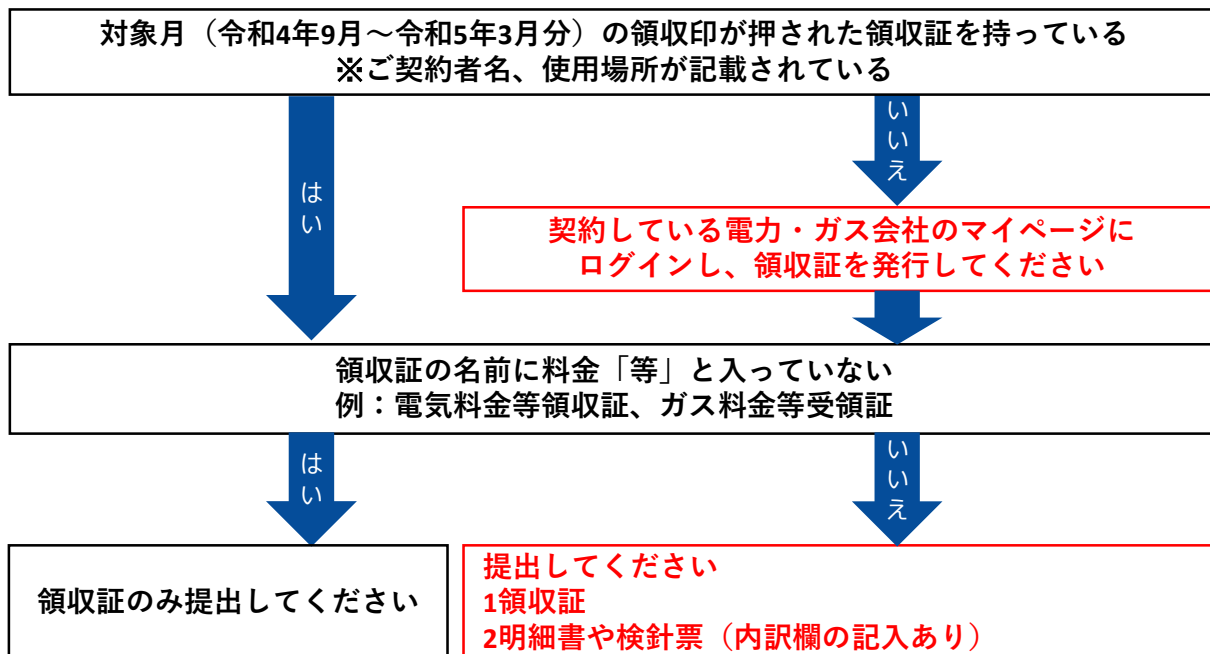 対象月（令和4年9月～令和5年3月分）の領収印が押された領収証を持っている
※ご契約者名、使用場所が記載されている
はい
いいえ
契約している電力・ガス会社のマイページに
ログインし、領収証を発行してください
領収証の名前に料金「等」と入っていない
例：電気料金等領収証、ガス料金等受領証
はい
いいえ
領収証のみ提出してください
提出してください
1領収証
2明細書や検針票（内訳欄の記入あり）